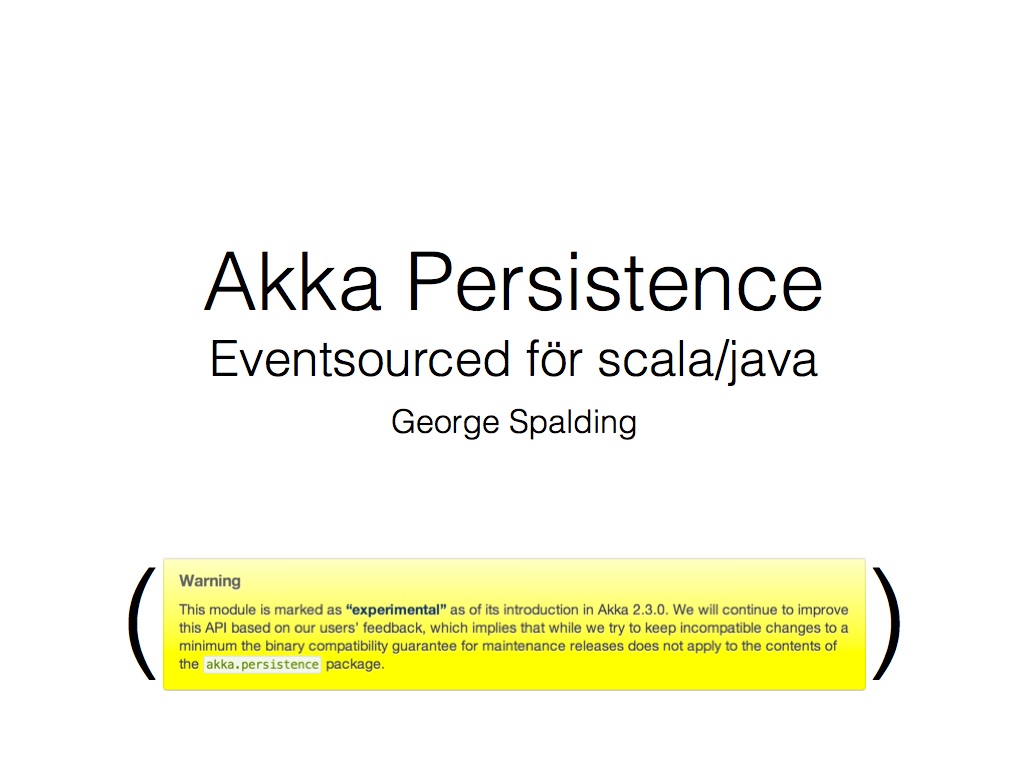 Akka Persistence
Eventsourced för scala/java
George Spalding
(
Warning
This module is marked as “experimental” as of its introduction in Akka 2.3.0. We will continue to improve
this API based on our users’ feedback, which implies that while we try to keep incompatible changes to a
minimum the binary compatibility guarantee for maintenance releases does not apply to the contents of
the akka.persistence package.
)